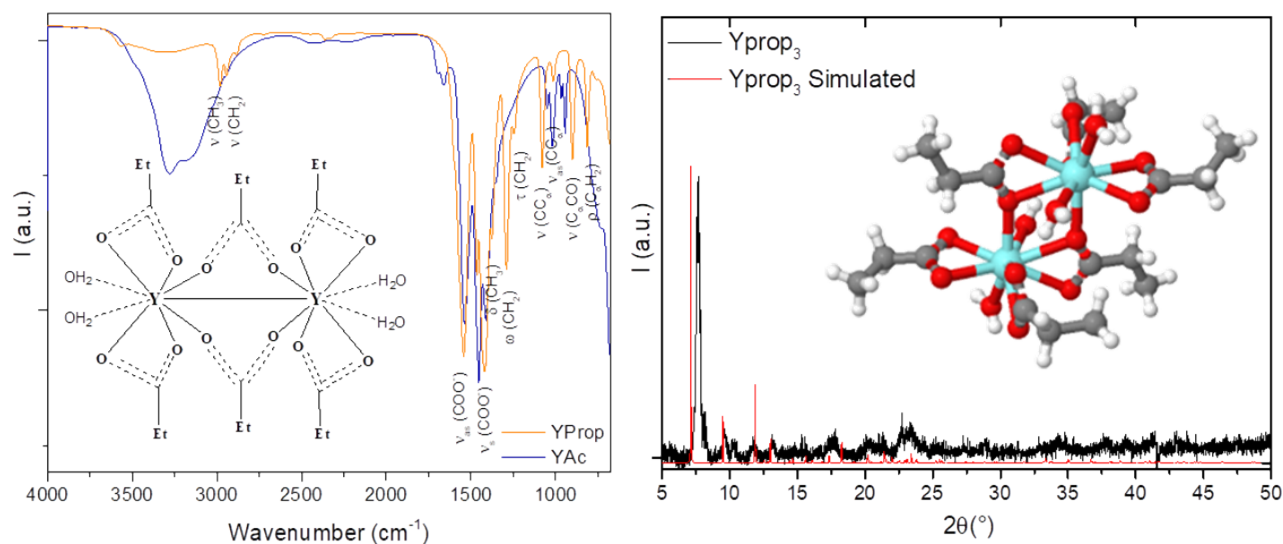 I (a.u.)
ν (CH3)
ν (CH2)
Et
Et
Et
O
O
O
O
O
O
OH2
OH2
Y
Y
H2O
H2O
O
O
O
O
O
O
Et
Et
Et
νas (COO-)
νs (COO-)
δ (CH3)
ω (CH2)
τ (CH2)
ν (CCα)
νas (CCα)
ν (CαCO)
ρ (CαH2)
YProp
YAc
4000 3500 3000 2500 2000 1500 1000
Wavenumber (cm-1)
I (a.u.)
Yprop3
Yprop3 Simulated
5 10 15 20 25 30 35 40 45 50
2θ(°)